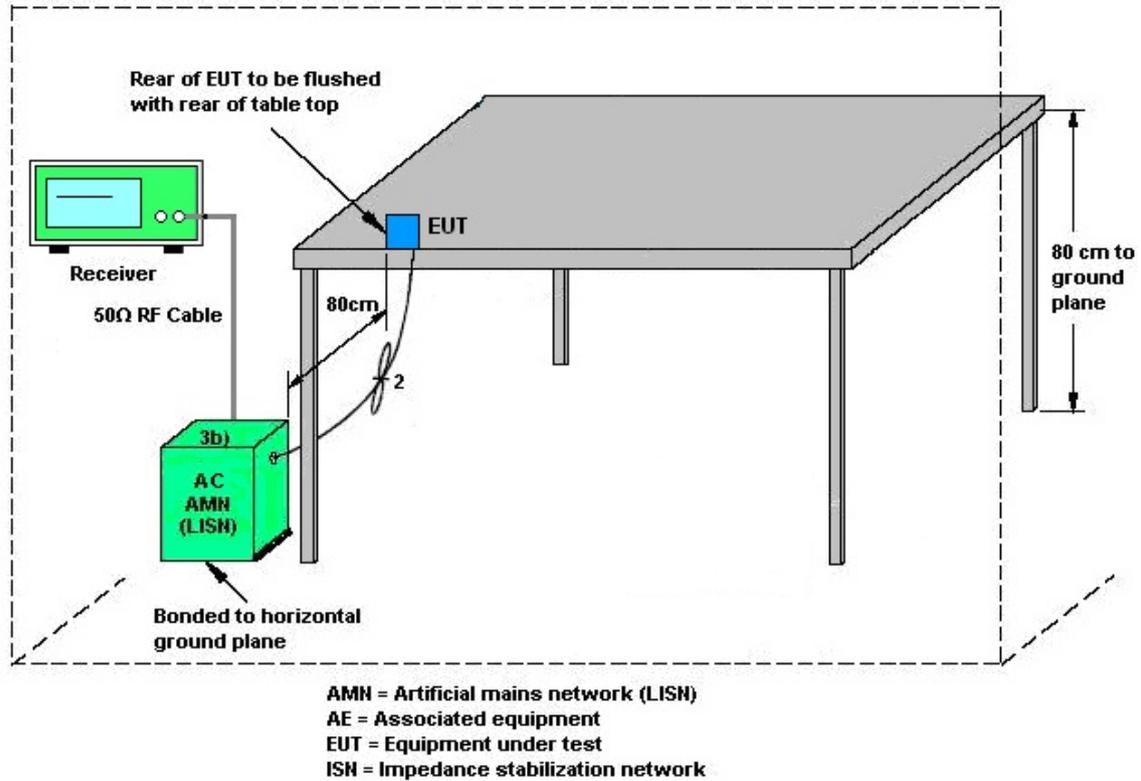 Rear of EUT to be flushed
with rear of table top
EUT
Receiver
50Ω RF Cable
80cm
80 cm to
ground
plane
2
3b)
AC
AMN
(LISN)
Bonded to horizontal
ground plane
AMN = Artificial mains network (LISN)
AE = Associated equipment
EUT = Equipment under test
ISN = Impedance stabilization network